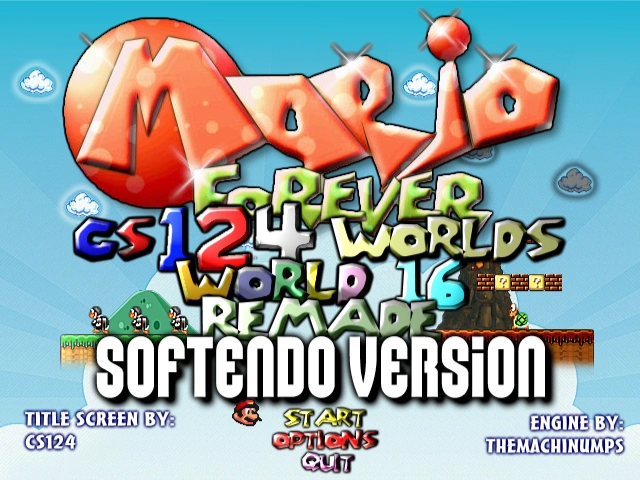 Mario
FOREVER
CS124 WORLDS
WORLD 16
REMADE
SOFTENDO VERSION
TITLE SCREEN BY:
CS124
START
OPTIONS
QUIT
ENGINE BY:
THEMACHINUMPS